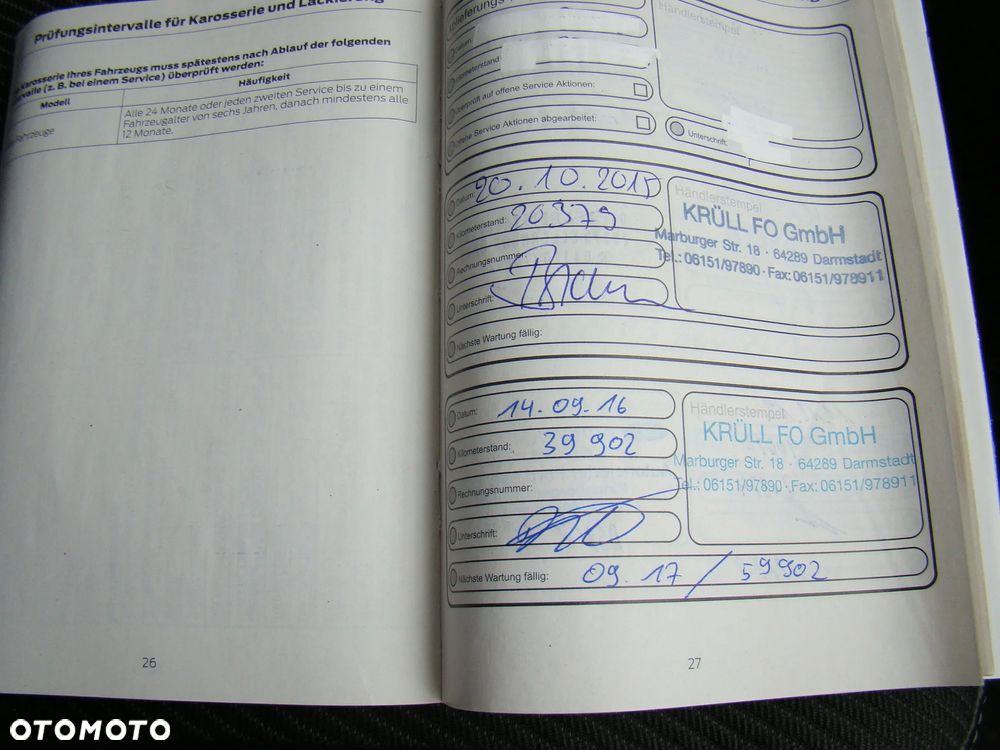 Prüfungsintervalle für Karosserie und Lackierung
Karosserie Ihres Fahrzeugs muss spätestens nach Ablauf der folgenden
(z. B. bei einem Service) überprüft werden:
Modell
Häufigkeit
Alle 24 Monate oder jeden zweiten Service bis zu einem
Fahrzeugalter von sechs Jahren, danach mindestens alle
12 Monate.
26
Datum:
Kilometerstand:
Überprüft auf offene Service Aktionen:
Offene Service Aktionen abgearbeitet:
Händlerstempel
Unterschrift:
Datum: 20.10.2015
Kilometerstand: 20379
Rechnungsnummer:
Unterschrift:
Nächste Wartung fällig:
Händlerstempel
KRÜLL FO GmbH
Marburger Str. 18 · 64289 Darmstadt
Tel.: 06151/97890 · Fax: 06151/978911
Datum: 14.09.16
Kilometerstand: 39 902
Rechnungsnummer:
Unterschrift:
Nächste Wartung fällig: 09.17 / 59902
Händlerstempel
KRÜLL FO GmbH
Marburger Str. 18 · 64289 Darmstadt
Tel.: 06151/97890 · Fax: 06151/978911
27
OTOMOTO